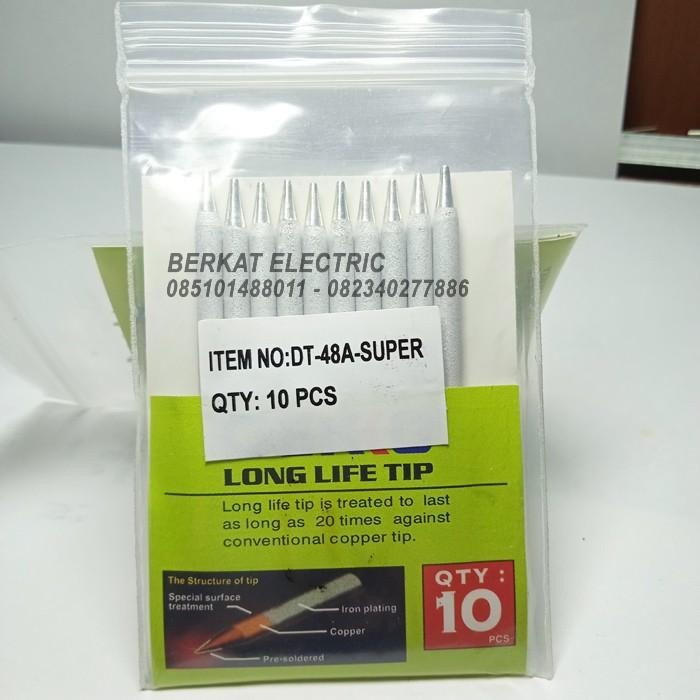 BERKAT ELECTRIC
085101488011 - 082340277886
ITEM NO:DT-48A-SUPER
QTY: 10 PCS
LONG LIFE TIP
Long life tip is treated to last
as long as 20 times against
conventional copper tip.
The Structure of tip
Special surface
treatment
Iron plating
Copper
Pre-soldered
QTY :
10
PCS